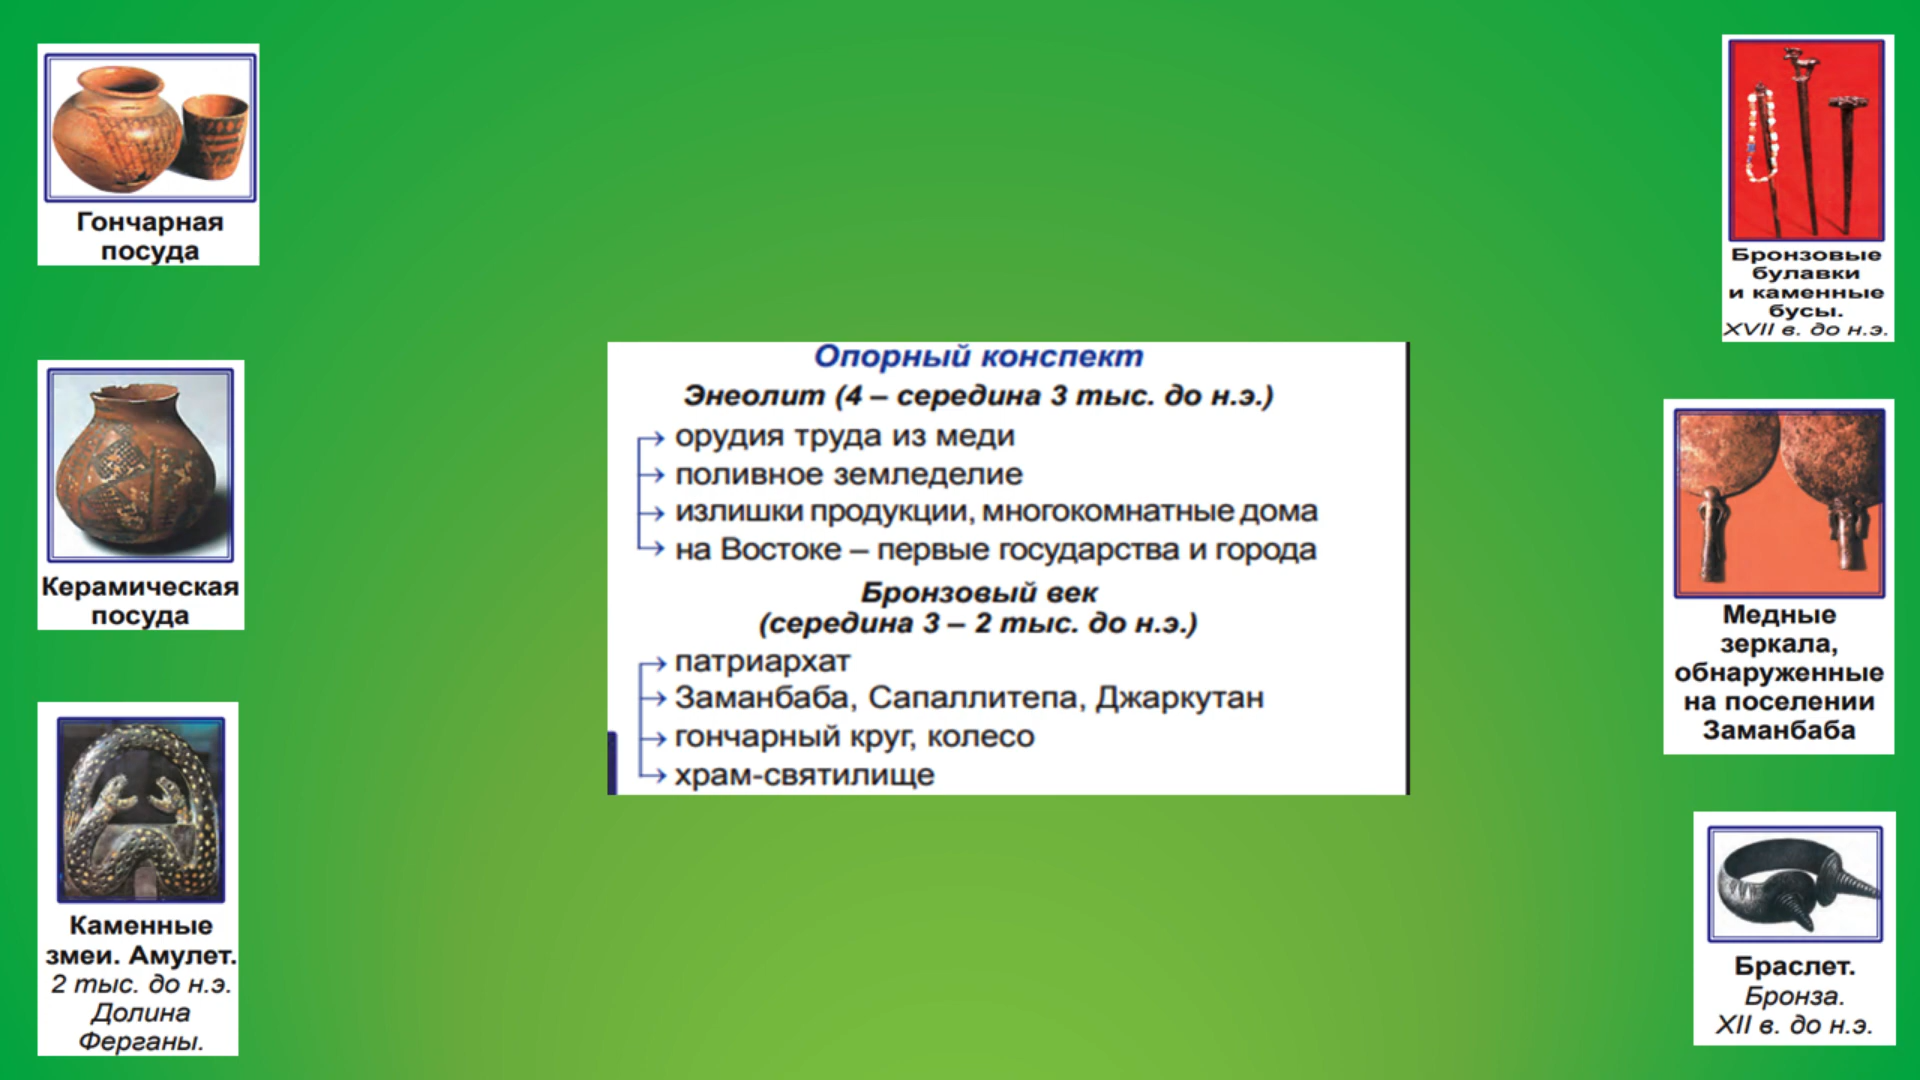 Гончарная
посуда
Керамическая
посуда
Каменные
змеи. Амулет.
2 тыс. до н.э.
Долина
Ферганы.
Опорный конспект
Энеолит (4 – середина 3 тыс. до н.э.)
орудия труда из меди
поливное земледелие
излишки продукции, многокомнатные дома
на Востоке – первые государства и города
Бронзовый век
(середина 3 – 2 тыс. до н.э.)
патриархат
Заманбаба, Сапаллитепа, Джаркутан
гончарный круг, колесо
храм-святилище
Бронзовые
булавки
и каменные
бусы.
XVII в. до н.э.
Медные
зеркала,
обнаруженные
на поселении
Заманбаба
Браслет.
Бронза.
XII в. до н.э.